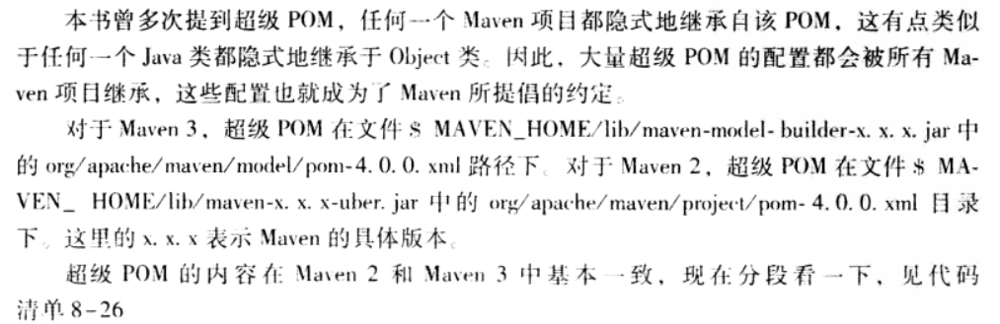 本书曾多次提到超级 POM，任何一个 Maven 项目都隐式地继承自该 POM，这有点类似
于任何一个 Java 类都隐式地继承于 Object 类。因此，大量超级 POM 的配置都会被所有 Ma-
ven 项目继承，这些配置也就成为了 Maven 所提倡的约定。
对于 Maven 3，超级 POM 在文件 $ MAVEN_HOME/lib/maven-model- builder-x. x. x. jar 中
的 org/apache/maven/model/pom-4. 0. 0. xml 路径下。对于 Maven 2，超级 POM 在文件 $ MA-
VEN_ HOME/lib/maven-x. x. x-uber. jar 中的 org/apache/maven/project/pom- 4. 0. 0. xml 目录
下。这里的 x. x. x 表示 Maven 的具体版本。
超级 POM 的内容在 Maven 2 和 Maven 3 中基本一致，现在分段看一下，见代码
清单 8-26